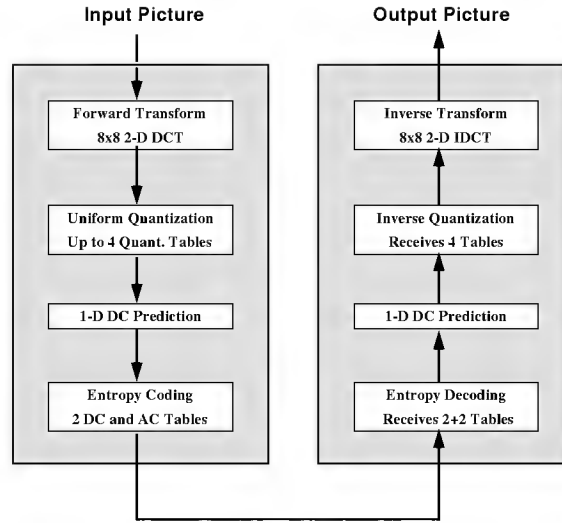 Input Picture
Forward Transform
8x8 2-D DCT
Uniform Quantization
Up to 4 Quant. Tables
1-D DC Prediction
Entropy Coding
2 DC and AC Tables
Output Picture
Inverse Transform
8x8 2-D IDCT
Inverse Quantization
Receives 4 Tables
1-D DC Prediction
Entropy Decoding
Receives 2+2 Tables